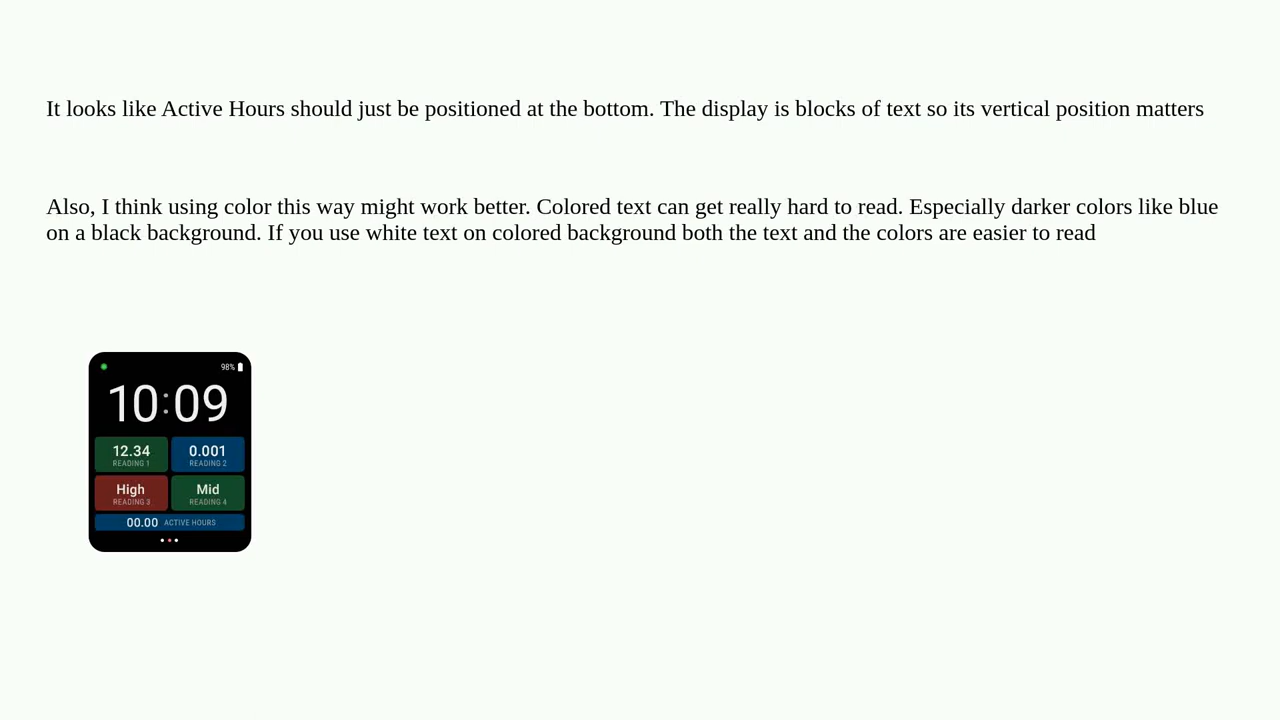 It looks like Active Hours should just be positioned at the bottom. The display is blocks of text so its vertical position matters
Also, I think using color this way might work better. Colored text can get really hard to read. Especially darker colors like blue
on a black background. If you use white text on colored background both the text and the colors are easier to read
98%
10:09
12.34 0.001
READING 1 READING 2
High Mid
READING 3 READING 4
00.00 ACTIVE HOURS